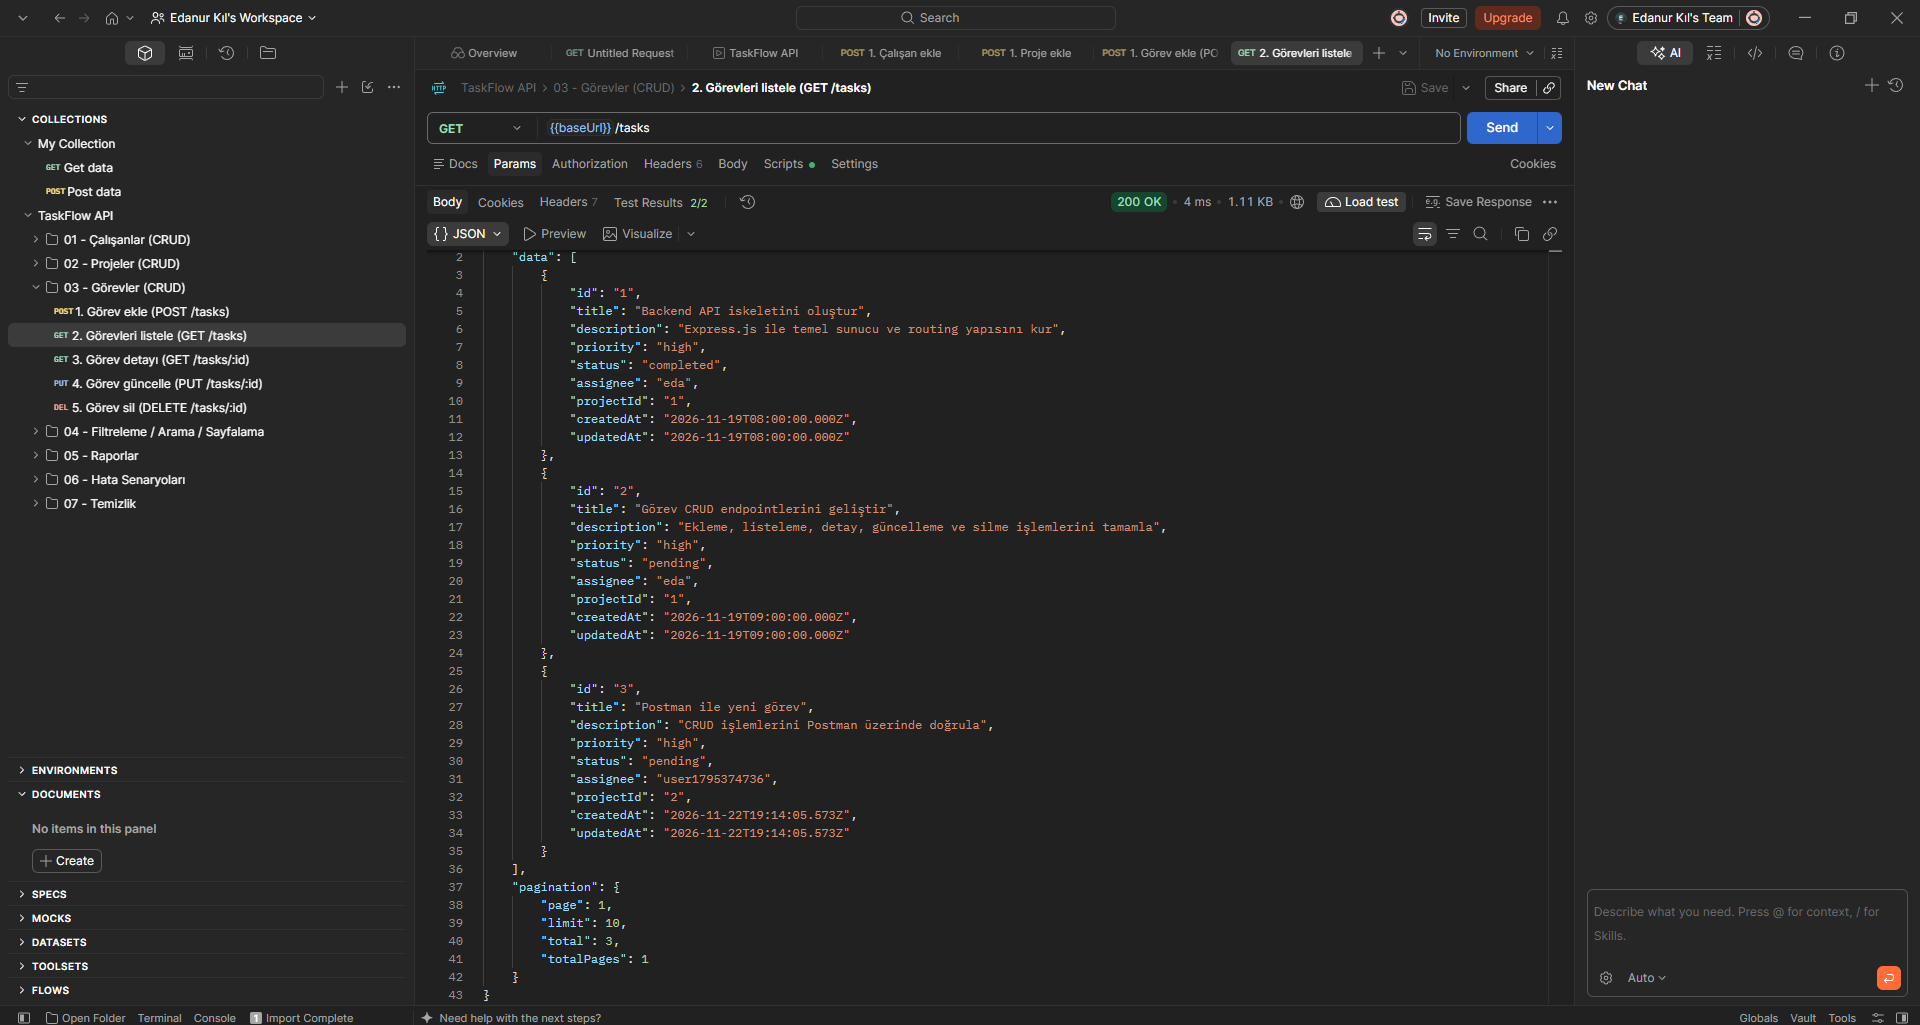 Edanur Kıl's Workspace
Search
Invite
Upgrade
Edanur Kıl's Team
Overview
GET Untitled Request
TaskFlow API
POST 1. Çalışan ekle
POST 1. Proje ekle
POST 1. Görev ekle (PO
GET 2. Görevleri listele
No Environment
AI
COLLECTIONS
My Collection
GET Get data
POST Post data
TaskFlow API
01 - Çalışanlar (CRUD)
02 - Projeler (CRUD)
03 - Görevler (CRUD)
POST 1. Görev ekle (POST /tasks)
GET 2. Görevleri listele (GET /tasks)
GET 3. Görev detayı (GET /tasks/:id)
PUT 4. Görev güncelle (PUT /tasks/:id)
DEL 5. Görev sil (DELETE /tasks/:id)
04 - Filtreleme / Arama / Sayfalama
05 - Raporlar
06 - Hata Senaryoları
07 - Temizlik
ENVIRONMENTS
DOCUMENTS
No items in this panel
+ Create
SPECS
MOCKS
DATASETS
TOOLSETS
FLOWS
HTTP TaskFlow API > 03 - Görevler (CRUD) > 2. Görevleri listele (GET /tasks)
Save
Share
GET
{{baseUrl}} /tasks
Send
Docs Params Authorization Headers 6 Body Scripts Settings
Cookies
Body Cookies Headers 7 Test Results 2/2
200 OK • 4 ms • 1.11 KB
Load test
e.g. Save Response
{} JSON
Preview
Visualize
2 "data": [
3 {
4 "id": "1",
5 "title": "Backend API iskeletini oluştur",
6 "description": "Express.js ile temel sunucu ve routing yapısını kur",
7 "priority": "high",
8 "status": "completed",
9 "assignee": "eda",
10 "projectId": "1",
11 "createdAt": "2026-11-19T08:00:00.000Z",
12 "updatedAt": "2026-11-19T08:00:00.000Z"
13 },
14 {
15 "id": "2",
16 "title": "Görev CRUD endpointlerini geliştir",
17 "description": "Ekleme, listeleme, detay, güncelleme ve silme işlemlerini tamamla",
18 "priority": "high",
19 "status": "pending",
20 "assignee": "eda",
21 "projectId": "1",
22 "createdAt": "2026-11-19T09:00:00.000Z",
23 "updatedAt": "2026-11-19T09:00:00.000Z"
24 },
25 {
26 "id": "3",
27 "title": "Postman ile yeni görev",
28 "description": "CRUD işlemlerini Postman üzerinde doğrula",
29 "priority": "high",
30 "status": "pending",
31 "assignee": "user1795374736",
32 "projectId": "2",
33 "createdAt": "2026-11-22T19:14:05.573Z",
34 "updatedAt": "2026-11-22T19:14:05.573Z"
35 }
36 ],
37 "pagination": {
38 "page": 1,
39 "limit": 10,
40 "total": 3,
41 "totalPages": 1
42 }
43 }
New Chat
Describe what you need. Press @ for context, / for
Skills.
Auto
Open Folder
Terminal
Console
1 Import Complete
Need help with the next steps?
Globals
Vault
Tools